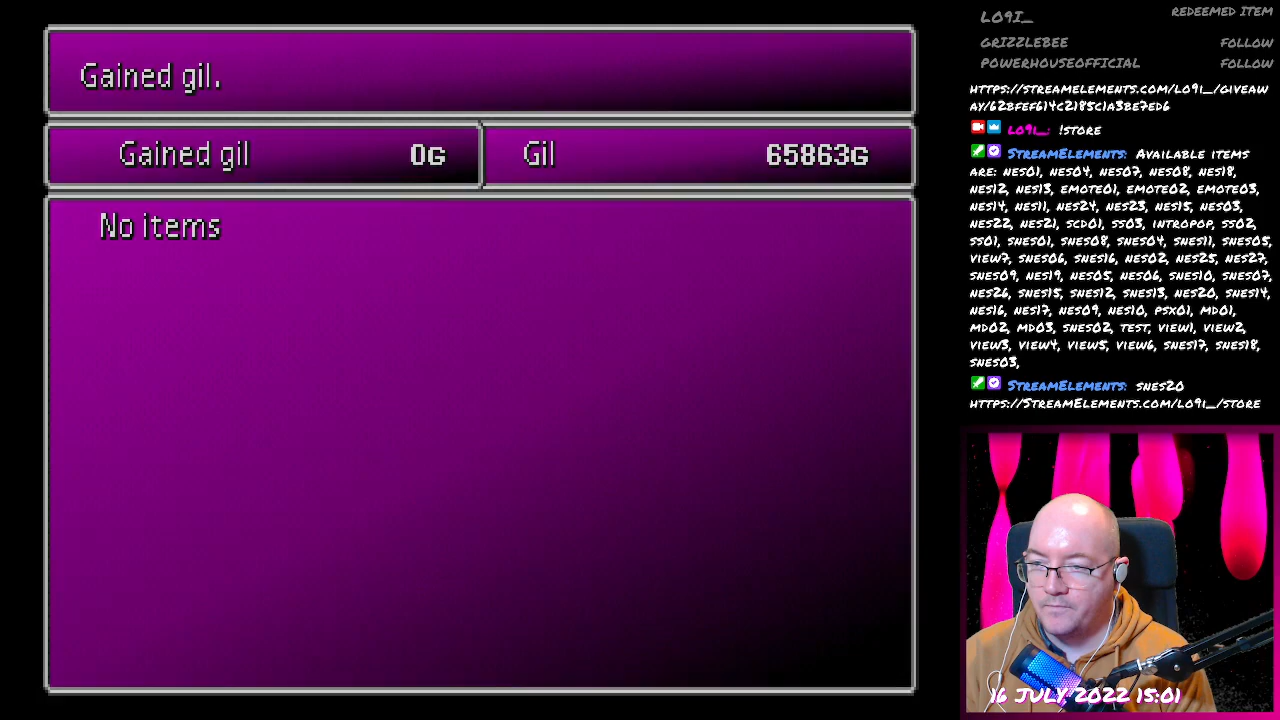 Gained gil.
Gained gil 0G Gil 65863G
No items
LO9I_ REDEEMED ITEM
GRIZZLEBEE FOLLOW
POWERHOUSEOFFICIAL FOLLOW
HTTPS://STREAMELEMENTS.COM/LO9I_/GIVEAW
AY/62BFEF614C2185C1A3BE7ED6
LO9I_: !STORE
STREAMELEMENTS: AVAILABLE ITEMS
ARE: NES01, NES04, NES07, NES08, NES18,
NES12, NES13, EMOTE01, EMOTE02, EMOTE03,
NES14, NES11, NES24, NES23, NES15, NES03,
NES22, NES21, SCD01, SS03, INTROPOP, SS02,
SS01, SNES01, SNES08, SNES04, SNES11, SNES05,
VIEW7, SNES06, SNES16, NES02, NES25, NES27,
SNES09, NES19, NES05, NES06, SNES10, SNES07,
NES26, SNES15, SNES12, SNES13, NES20, SNES14,
NES16, NES17, NES09, NES10, PSX01, MD01,
MD02, MD03, SNES02, TEST, VIEW1, VIEW2,
VIEW3, VIEW4, VIEW5, VIEW6, SNES17, SNES18,
SNES03,
STREAMELEMENTS: SNES20
HTTPS://STREAMELEMENTS.COM/LO9I_/STORE
16 JULY 2022 15:01